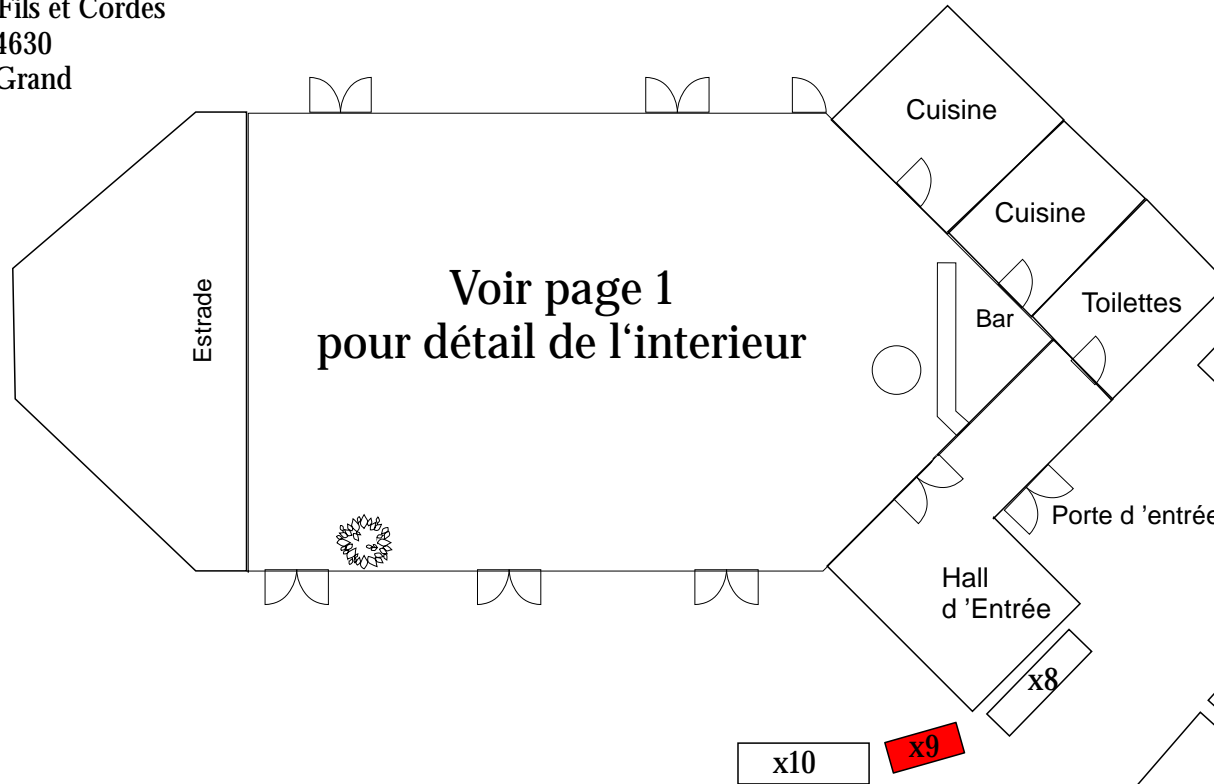 Fils et Cordes
4630
Grand
Cuisine
Cuisine
Voir page 1
pour détail de l‘interieur
Estrade
Bar
Toilettes
Porte d ’entrée
Hall
d ’Entrée
x8
x9
x10